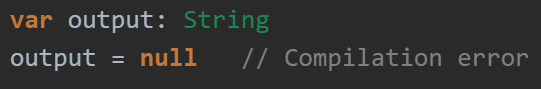 var output: String
output = null   // Compilation error